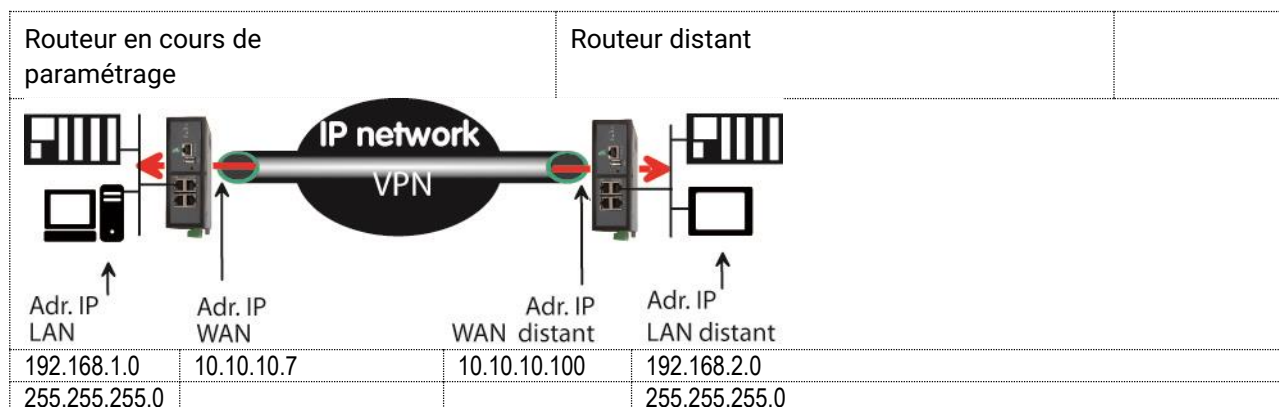 Routeur en cours de
paramétrage
Routeur distant
IP network
VPN
Adr. IP
LAN
Adr. IP
WAN
Adr. IP
WAN distant
Adr. IP
LAN distant
192.168.1.0
10.10.10.7
10.10.10.100
192.168.2.0
255.255.255.0
255.255.255.0